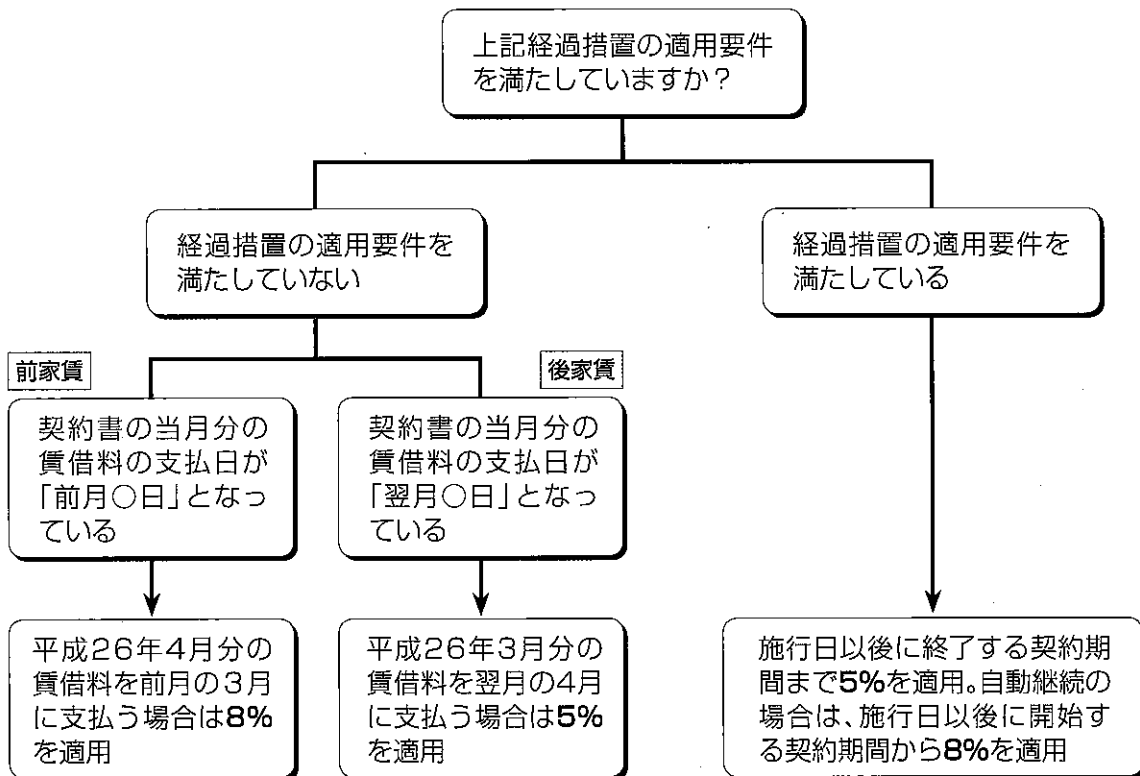 上記経過措置の適用要件
を満たしていますか？
経過措置の適用要件を
満たしていない
経過措置の適用要件を
満たしている
前家賃
後家賃
契約書の当月分の
賃借料の支払日が
「前月○日」となっ
ている
契約書の当月分の
賃借料の支払日が
「翌月○日」となっ
ている
平成26年4月分の
賃借料を前月の3月
に支払う場合は8%
を適用
平成26年3月分の
賃借料を翌月の4月
に支払う場合は5%
を適用
施行日以後に終了する契約期
間まで5%を適用。自動継続の
場合は、施行日以後に開始す
る契約期間から8%を適用